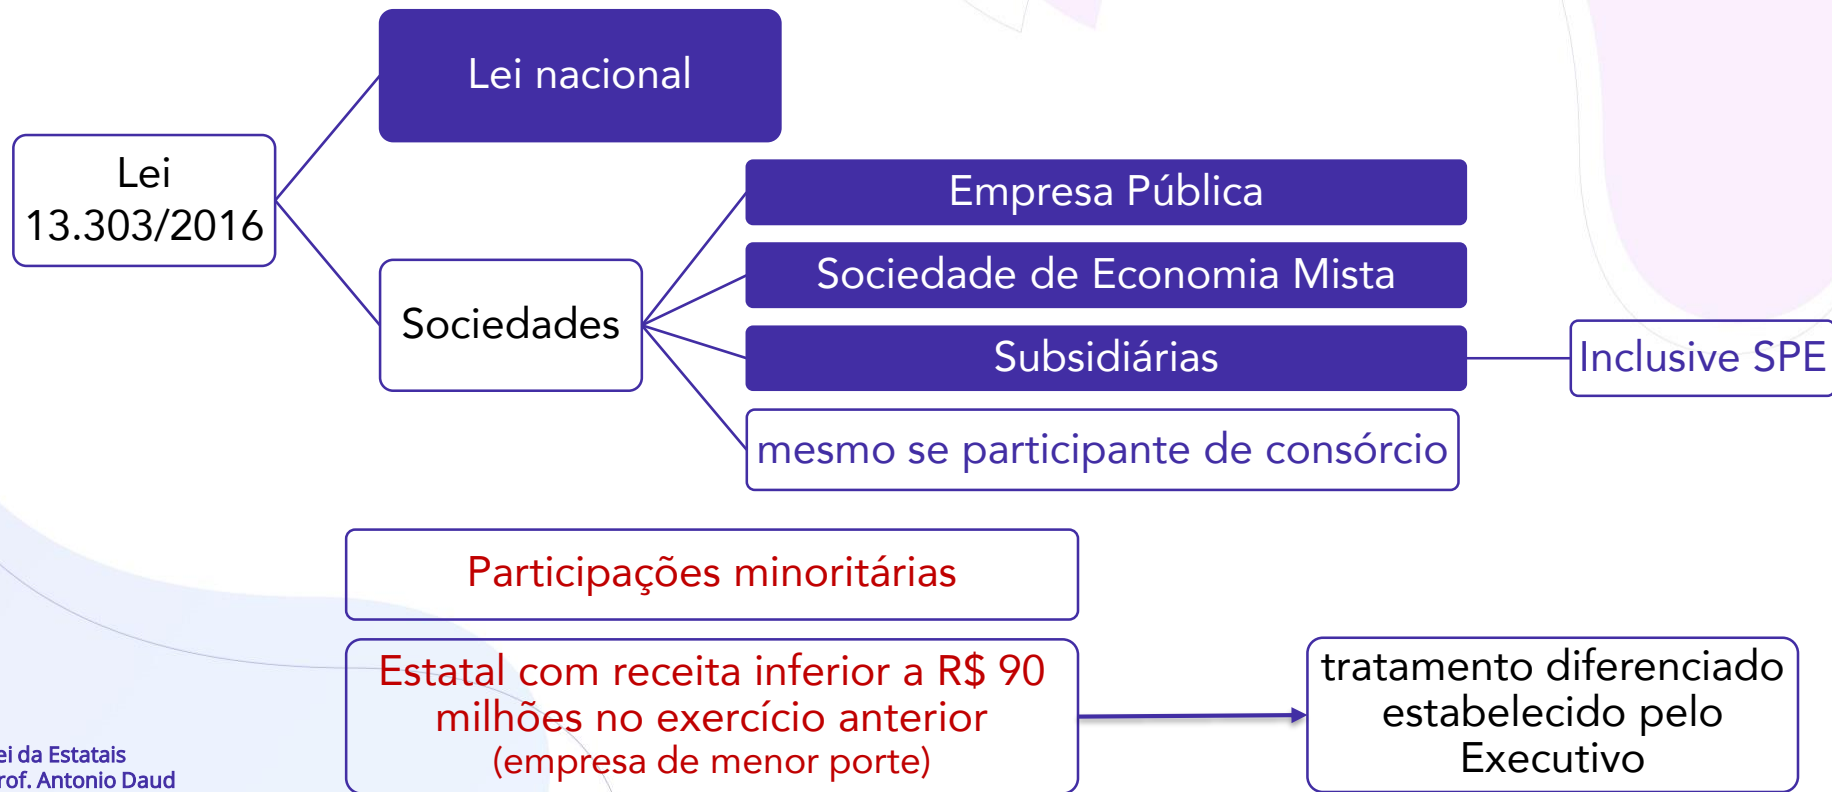 Lei nacional
Lei
13.303/2016
Empresa Pública
Sociedade de Economia Mista
Sociedades
Subsidiárias
Inclusive SPE
mesmo se participante de consórcio
Participações minoritárias
Estatal com receita inferior a R$ 90
milhões no exercício anterior
(empresa de menor porte)
tratamento diferenciado
estabelecido pelo
Executivo
ei da Estatais
rof. Antonio Daud